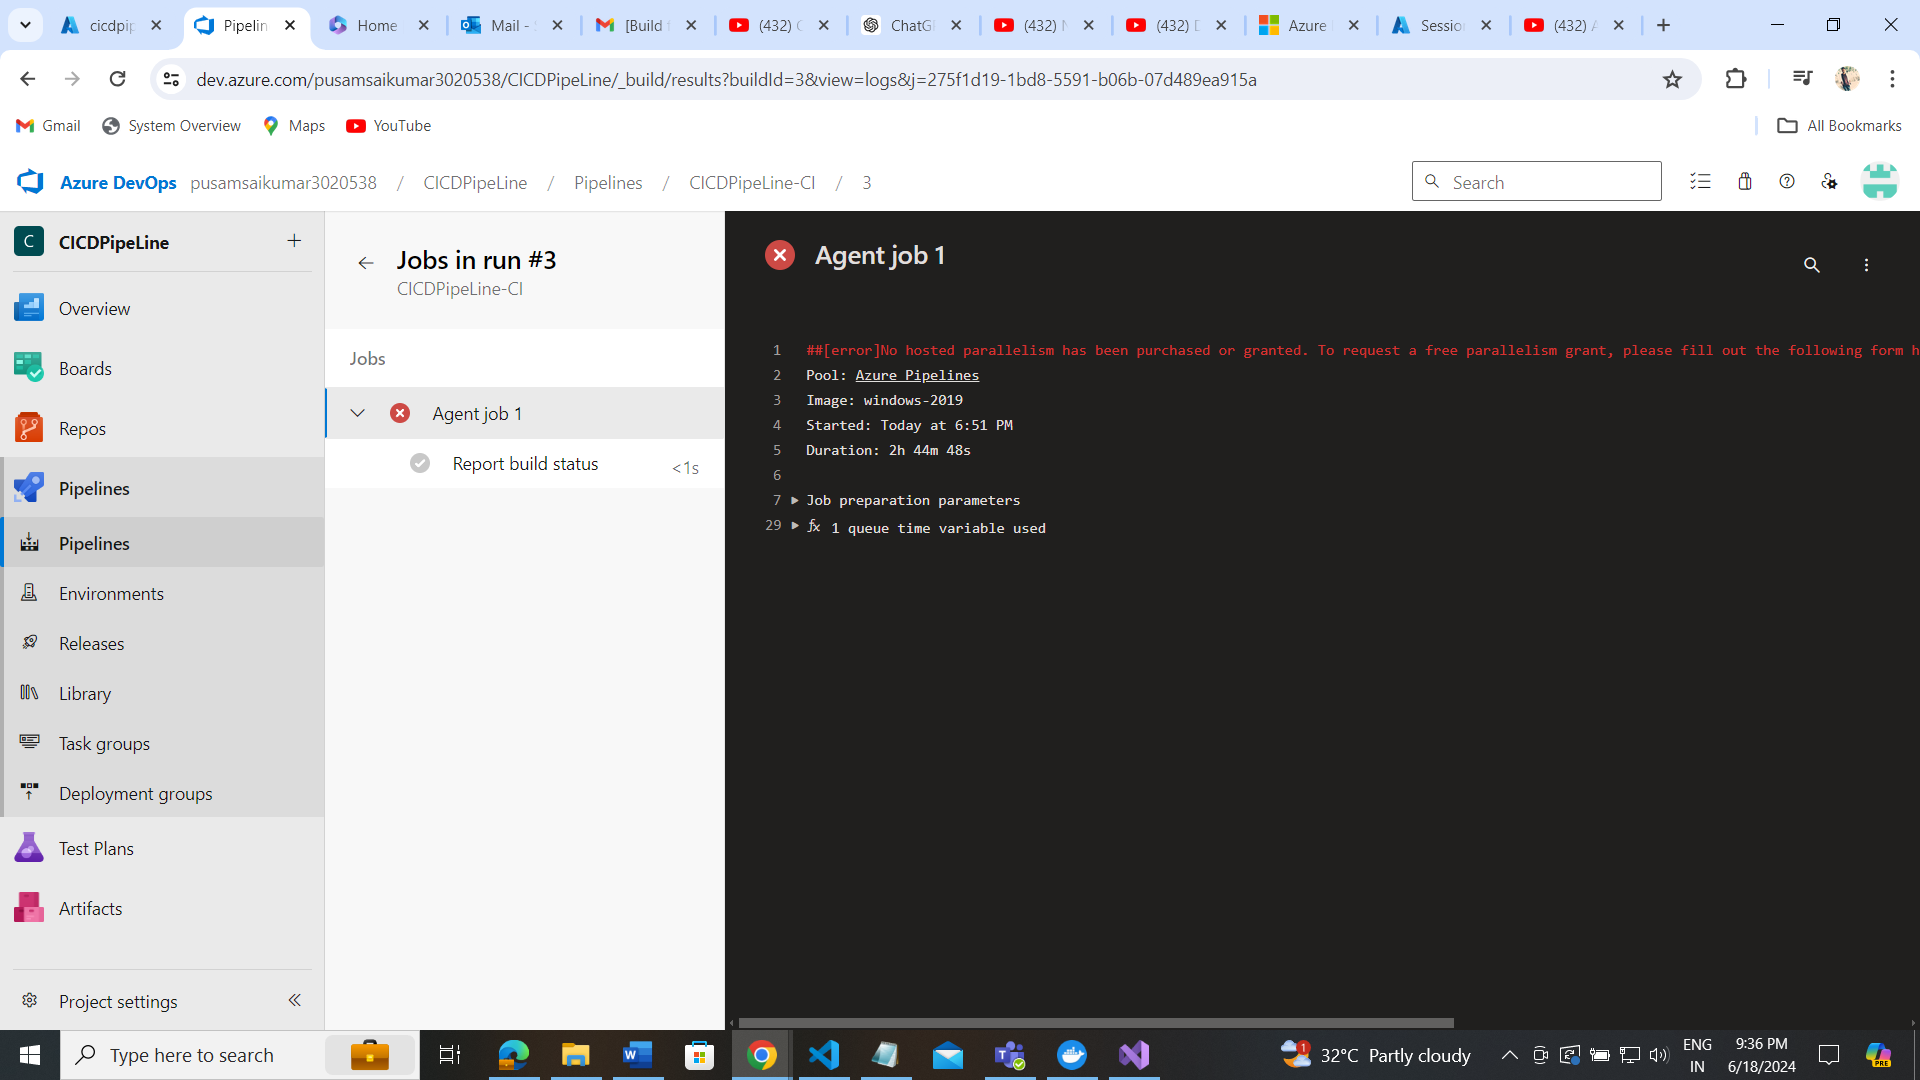 cicdpip
Pipelin
Home
Mail -
[Build
(432)
ChatG
(432)
(432)
Azure
Sessio
(432)
dev.azure.com/pusamsaikumar3020538/CICDPipeLine/_build/results?buildId=3&view=logs&j=275f1d19-1bd8-5591-b06b-07d489ea915a
Gmail
System Overview
Maps
YouTube
All Bookmarks
Azure DevOps pusamsaikumar3020538 / CICDPipeLine / Pipelines / CICDPipeLine-CI / 3
Search
C CICDPipeLine
Overview
Boards
Repos
Pipelines
Pipelines
Environments
Releases
Library
Task groups
Deployment groups
Test Plans
Artifacts
Project settings
Jobs in run #3
CICDPipeLine-CI
Jobs
Agent job 1
Report build status <1s
Agent job 1
1 ##[error]No hosted parallelism has been purchased or granted. To request a free parallelism grant, please fill out the following form h
2 Pool: Azure Pipelines
3 Image: windows-2019
4 Started: Today at 6:51 PM
5 Duration: 2h 44m 48s
6
7 Job preparation parameters
29 fx 1 queue time variable used
Type here to search
1
32°C Partly cloudy
ENG
IN
9:36 PM
6/18/2024
PRE